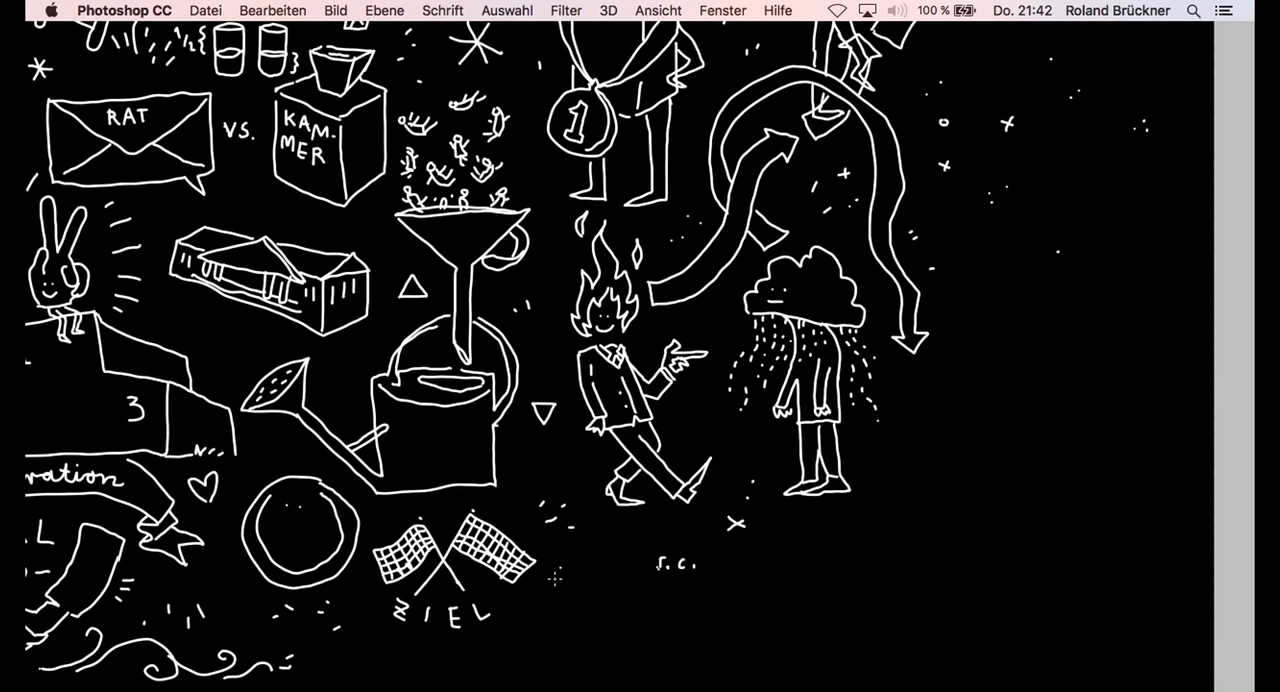 Photoshop CC Datei Bearbeiten Bild Ebene Schrift Auswahl Filter 3D Ansicht Fenster Hilfe 100 % Do. 21:42 Roland Brückner
RAT
VS.
KAM-
MER
1
3
ration
L
r.c.
ZIEL